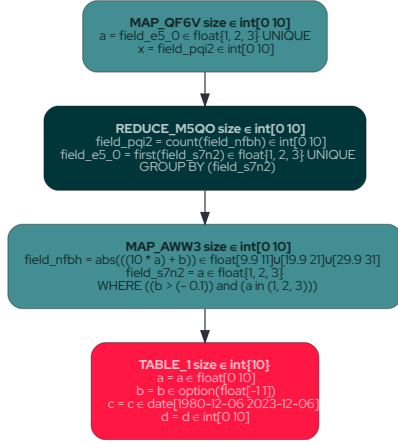 MAP_QF6V size ∈ int[0 10]
a = field_e5_0 ∈ float{1, 2, 3} UNIQUE
x = field_pqi2 ∈ int[0 10]
REDUCE_M5QO size ∈ int[0 10]
field_pqi2 = count(field_nfbh) ∈ int[0 10]
field_e5_0 = first(field_s7n2) ∈ float{1, 2, 3} UNIQUE
GROUP BY (field_s7n2)
MAP_AWW3 size ∈ int[0 10]
field_nfbh = abs(((10 * a) + b)) ∈ float[9.9 11]∪[19.9 21]∪[29.9 31]
field_s7n2 = a ∈ float{1, 2, 3}
WHERE ((b > (- 0.1)) and (a in (1, 2, 3)))
TABLE_1 size ∈ int{10}
a = a ∈ float[0 10]
b = b ∈ option(float[-1 1])
c = c ∈ date[1980-12-06 2023-12-06]
d = d ∈ int[0 10]